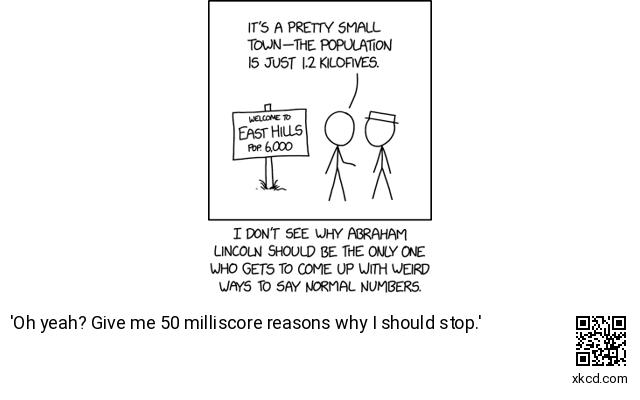 IT'S A PRETTY SMALL
TOWN—THE POPULATION
IS JUST 1.2 KILOFIVES.
WELCOME TO
EAST HILLS
POP. 6,000
I DON'T SEE WHY ABRAHAM
LINCOLN SHOULD BE THE ONLY ONE
WHO GETS TO COME UP WITH WEIRD
WAYS TO SAY NORMAL NUMBERS.
'Oh yeah? Give me 50 milliscore reasons why I should stop.'
xkcd.com